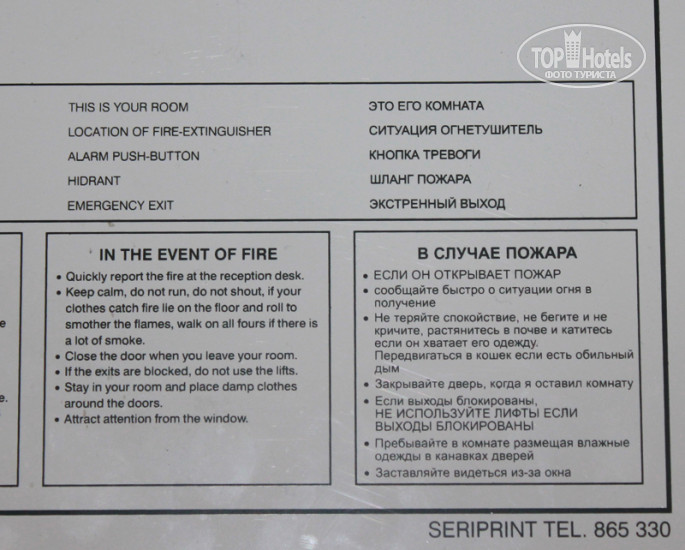 TOP Hotels
ФОТО ТУРИСТА
THIS IS YOUR ROOM
ЭТО ЕГО КОМНАТА
LOCATION OF FIRE-EXTINGUISHER
СИТУАЦИЯ ОГНЕТУШИТЕЛЬ
ALARM PUSH-BUTTON
КНОПКА ТРЕВОГИ
HIDRANT
ШЛАНГ ПОЖАРА
EMERGENCY EXIT
ЭКСТРЕННЫЙ ВЫХОД
e
e.
IN THE EVENT OF FIRE
• Quickly report the fire at the reception desk.
• Keep calm, do not run, do not shout, if your
clothes catch fire lie on the floor and roll to
smother the flames, walk on all fours if there is
a lot of smoke.
• Close the door when you leave your room.
• If the exits are blocked, do not use the lifts.
• Stay in your room and place damp clothes
around the doors.
• Attract attention from the window.
В СЛУЧАЕ ПОЖАРА
• ЕСЛИ ОН ОТКРЫВАЕТ ПОЖАР
• сообщайте быстро о ситуации огня в
получение
• Не теряйте спокойствие, не бегите и не
кричите, растянитесь в почве и катитесь
если он хватает его одежду.
Передвигаться в кошек если есть обильный
дым
• Закрывайте дверь, когда я оставил комнату
• Если выходы блокированы,
НЕ ИСПОЛЬЗУЙТЕ ЛИФТЫ ЕСЛИ
ВЫХОДЫ БЛОКИРОВАНЫ
• Пребывайте в комнате размещая влажные
одежды в канавках дверей
• Заставляйте видеться из-за окна
SERIPRINT TEL. 865 330